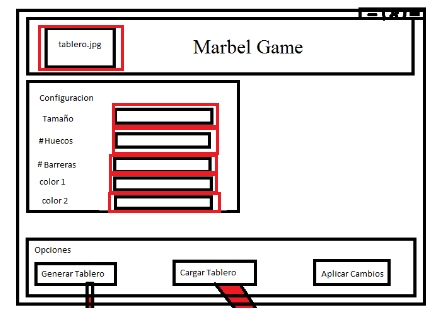 tablero.jpg
Marbel Game
Configuracion
Tamaño
#Huecos
# Barreras
color 1
color 2
Opciones
Generar Tablero
Cargar Tablero
Aplicar Cambios